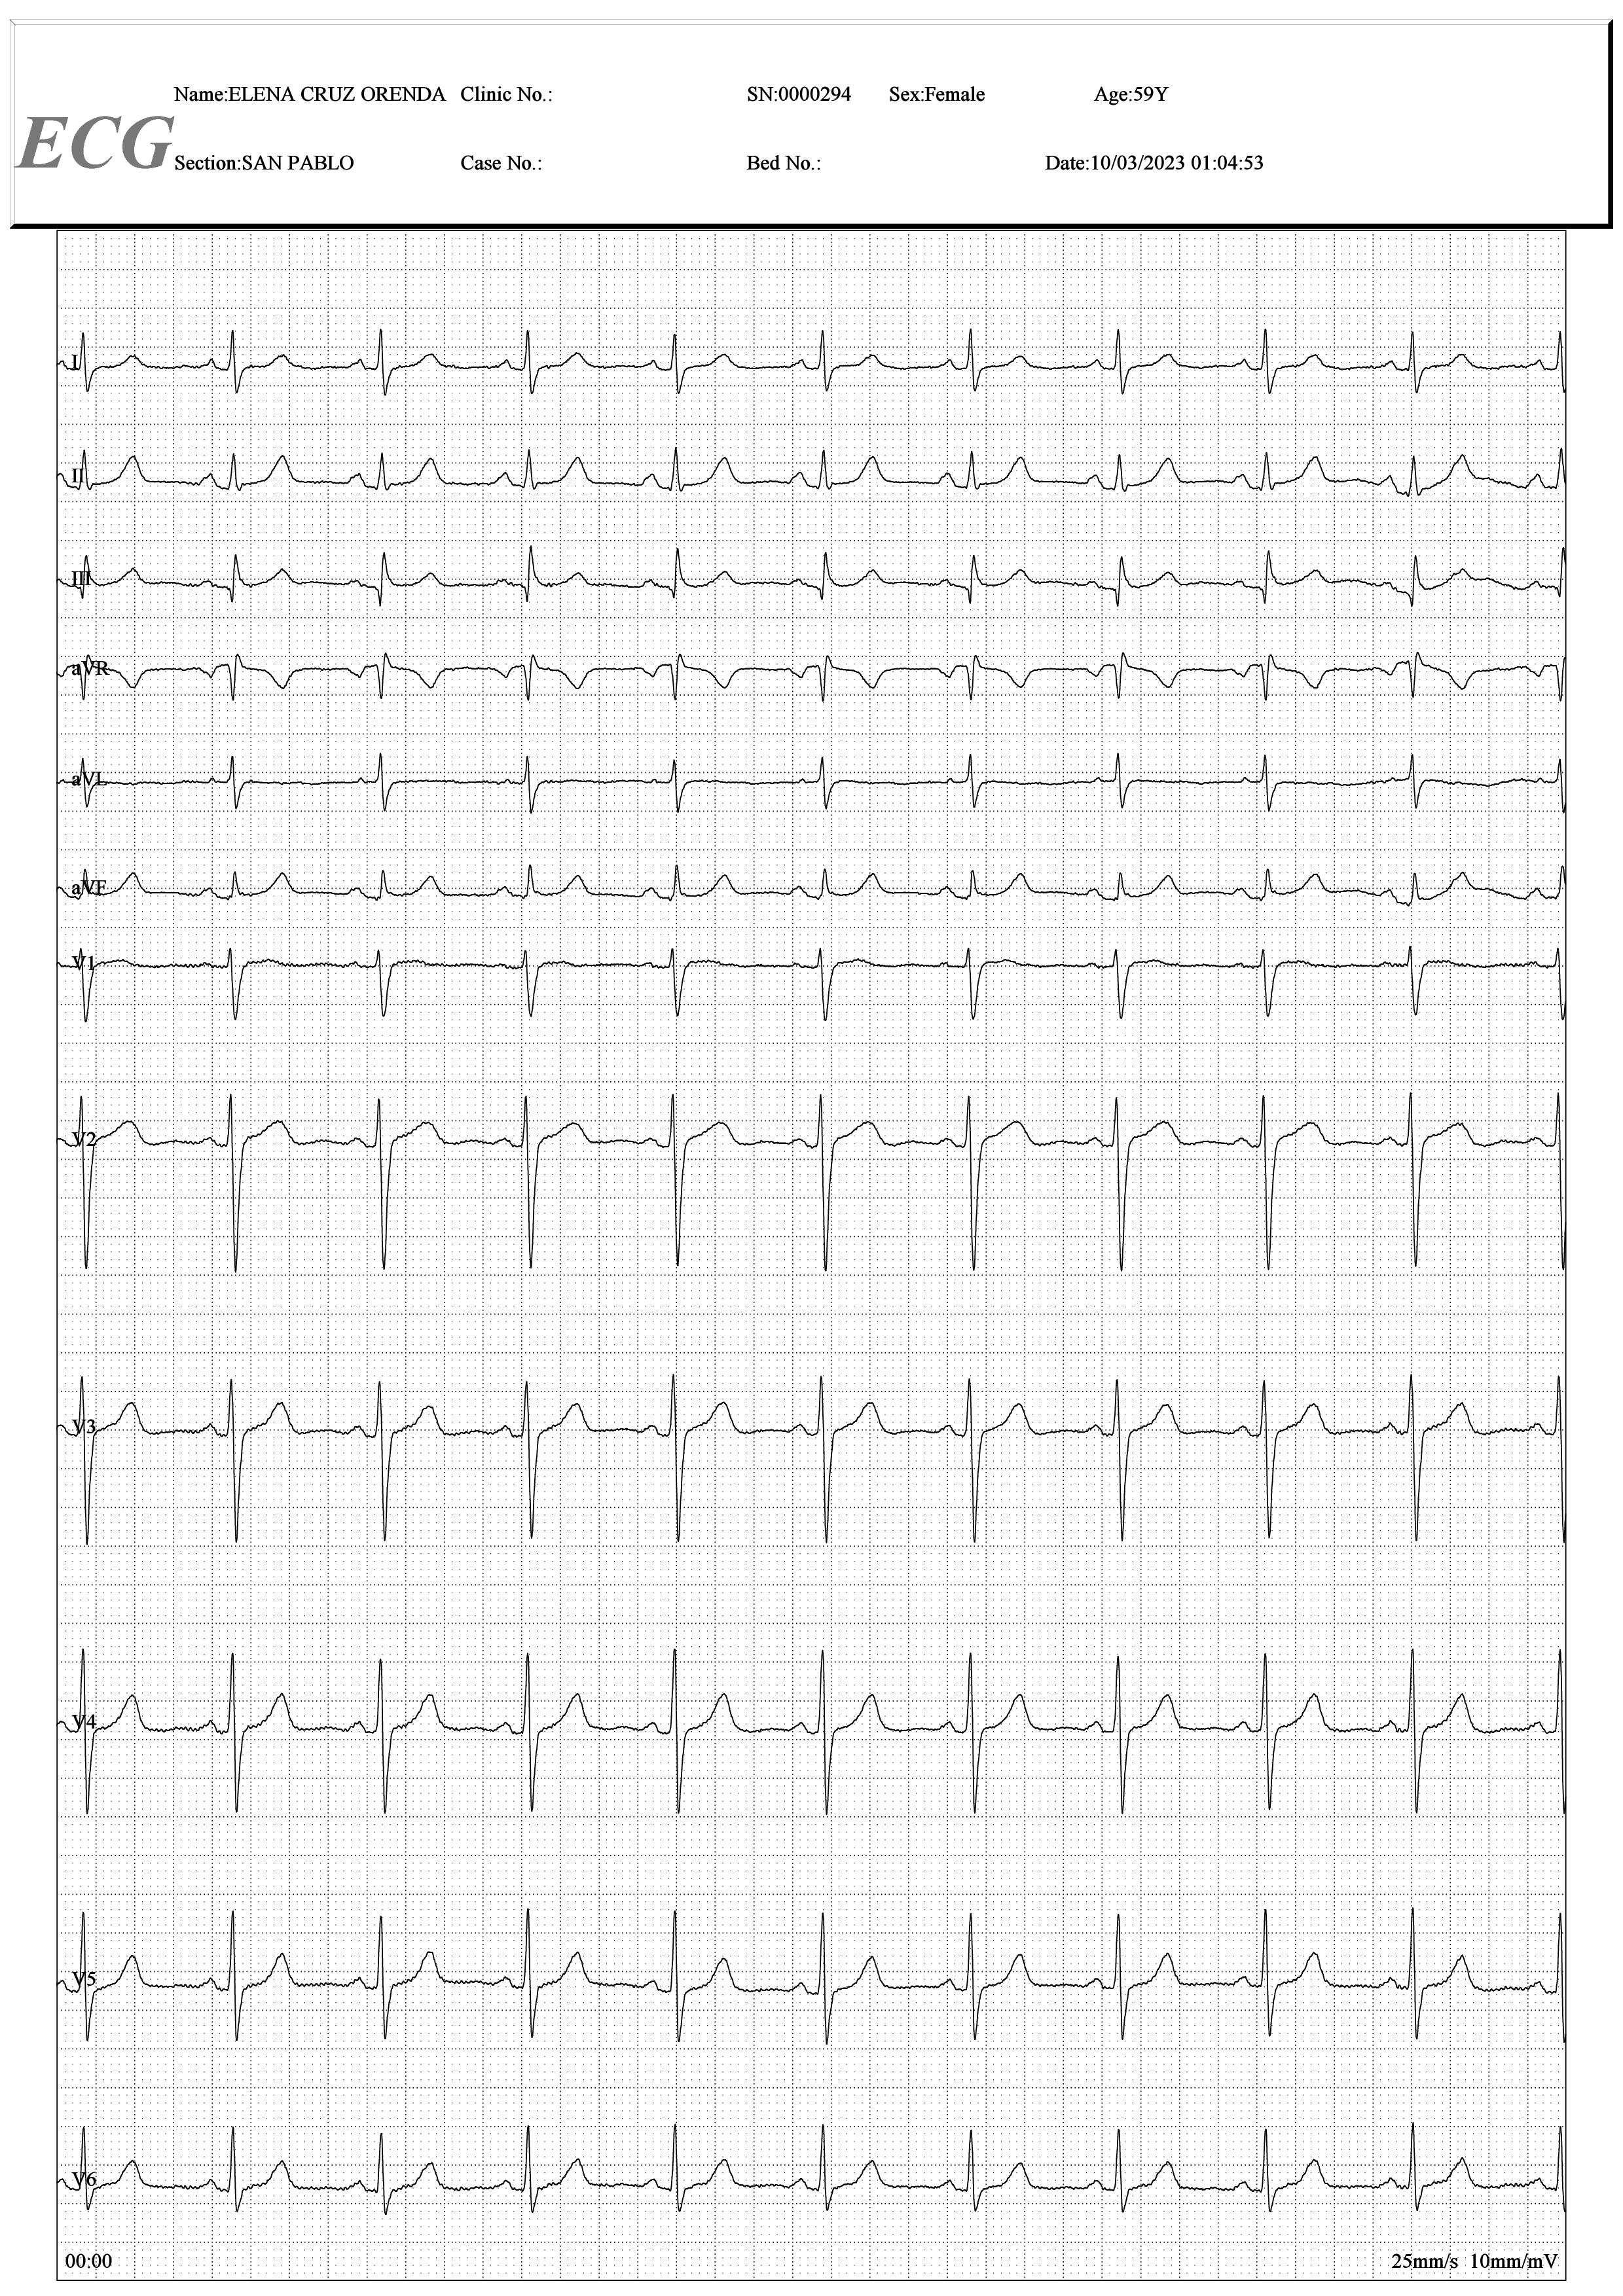 Name:ELENA CRUZ ORENDA Clinic No.: SN:0000294 Sex:Female Age:59Y
ECG
Section:SAN PABLO Case No.: Bed No.: Date:10/03/2023 01:04:53
I
II
III
aVR
aVL
aVF
V1
V2
V3
V4
V5
V6
00:00 25mm/s 10mm/mV